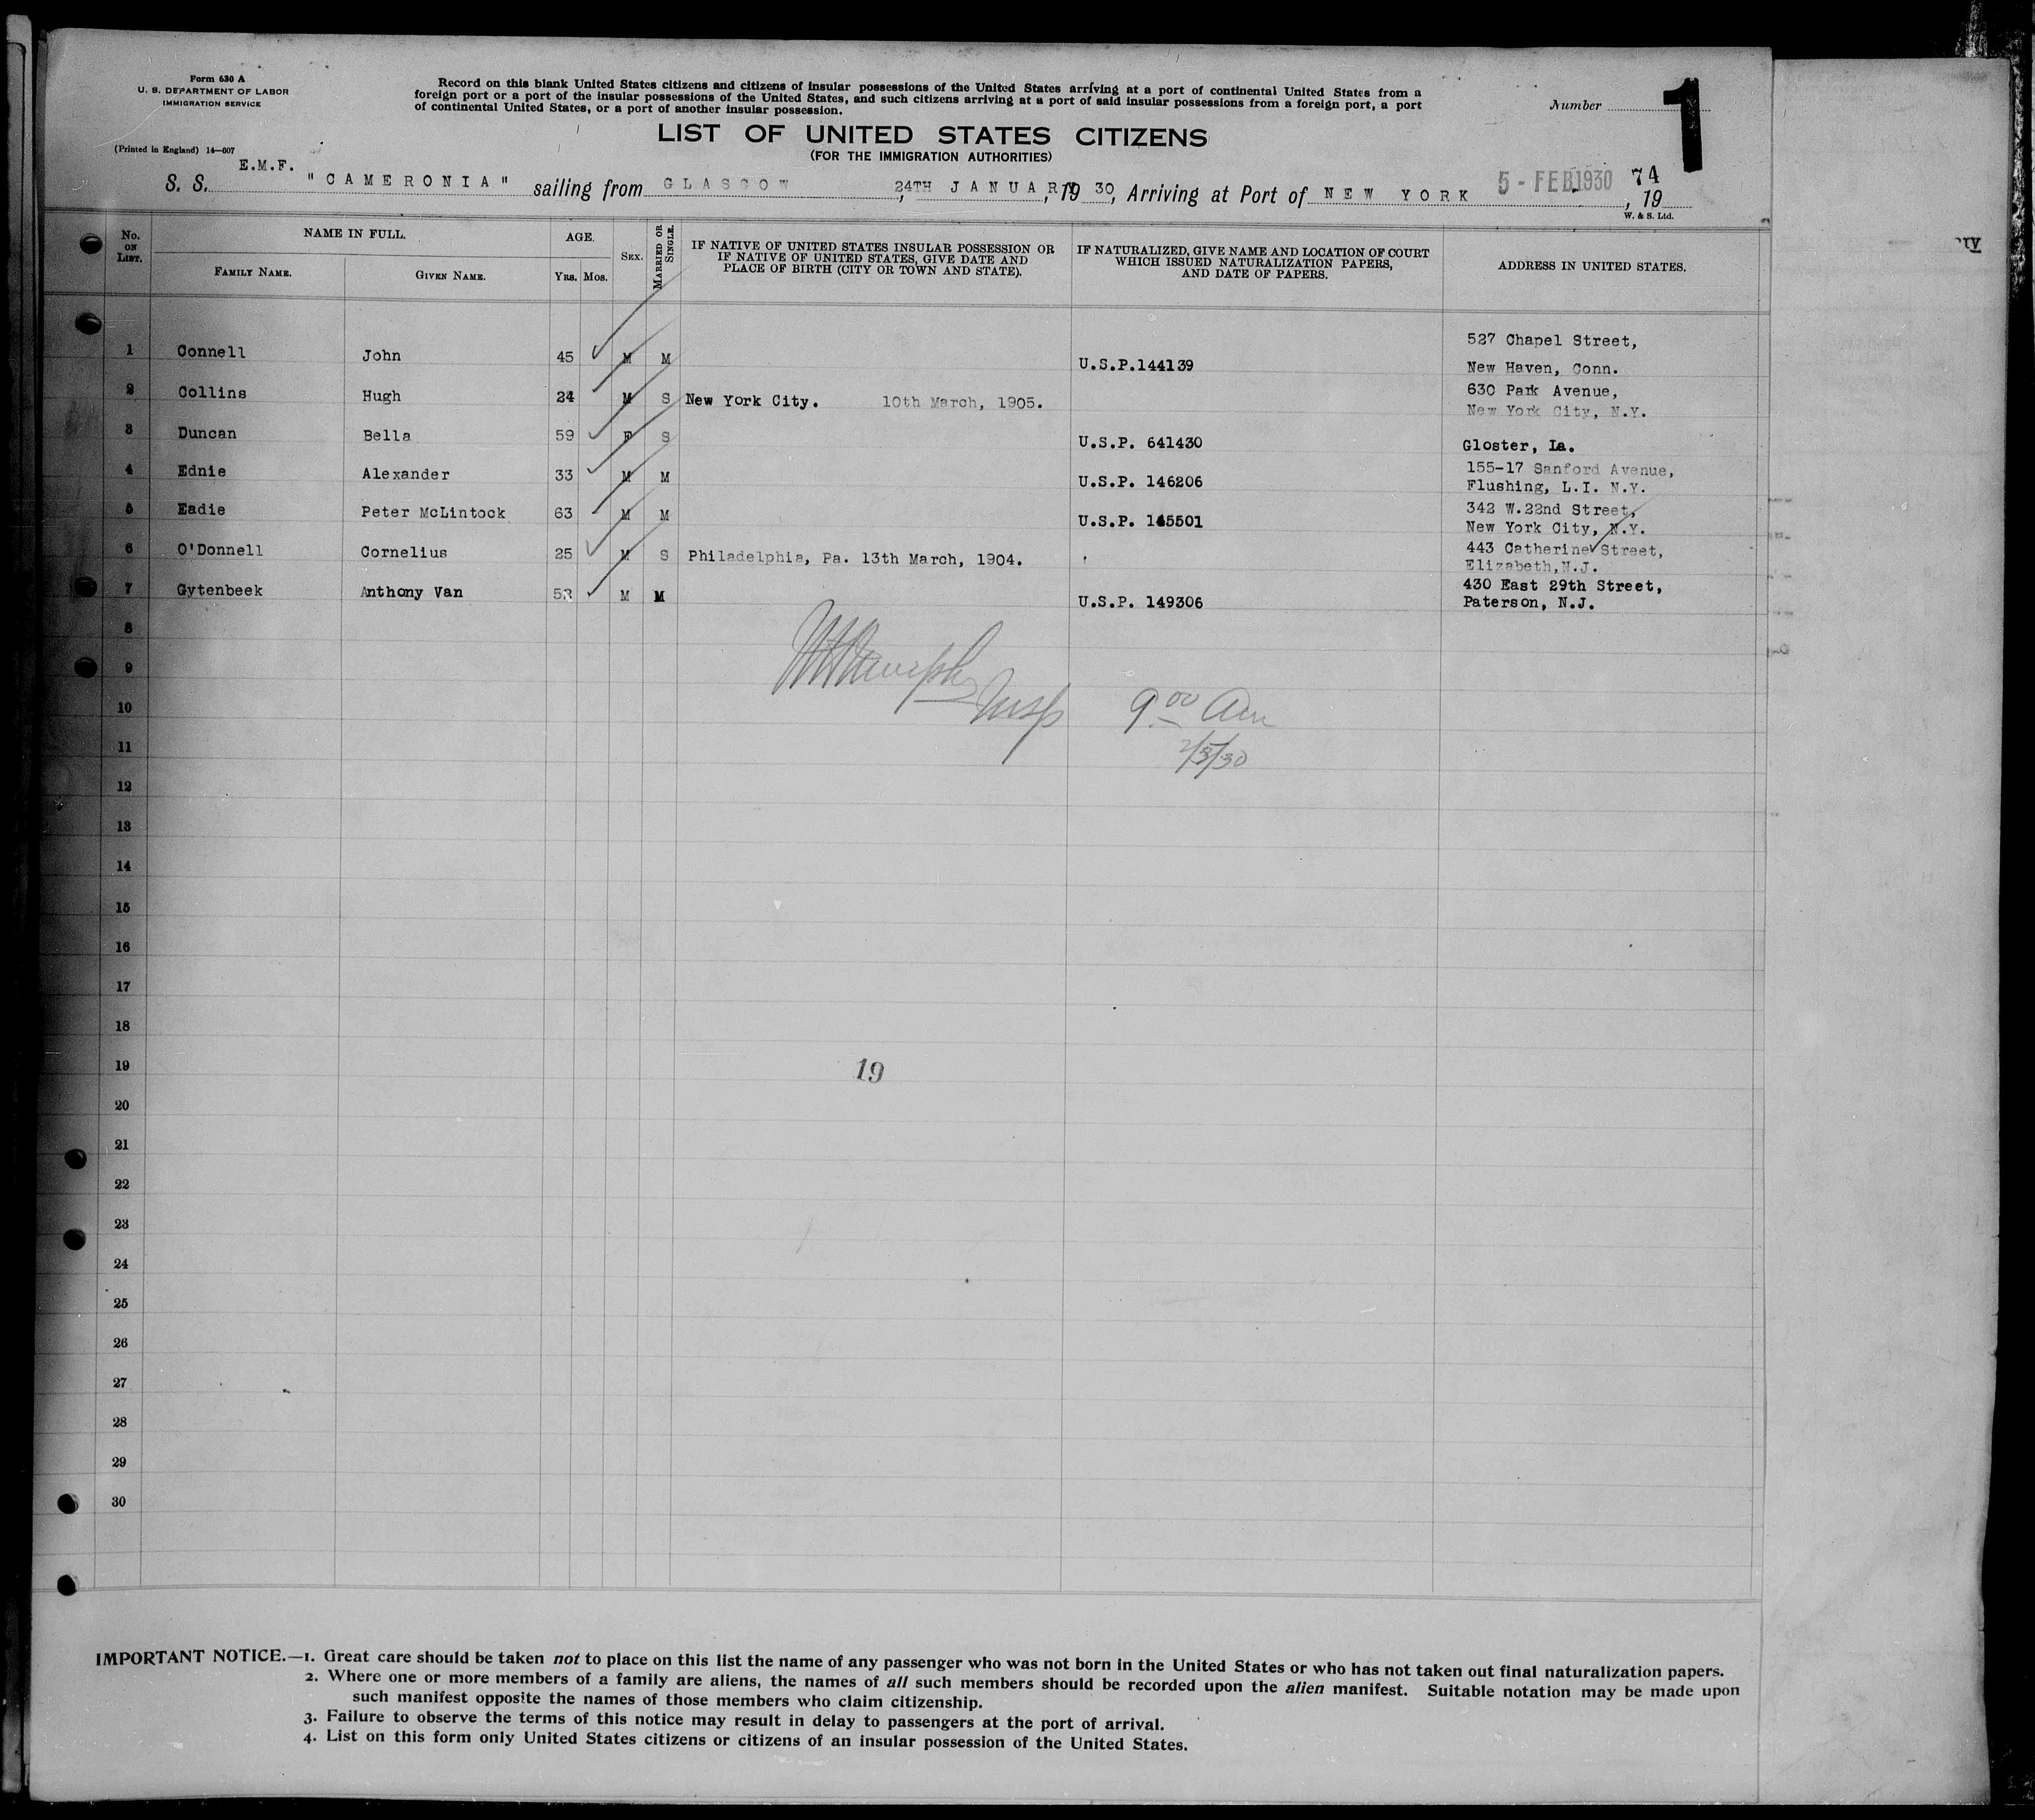 Form 630 A
U. S. DEPARTMENT OF LABOR
IMMIGRATION SERVICE
(Printed in England) 14—607
Record on this blank United States citizens and citizens of insular possessions of the United States arriving at a port of continental United States from a
foreign port or a port of the insular possessions of the United States, and such citizens arriving at a port of said insular possessions from a foreign port, a port
of continental United States, or a port of another insular possession.
Number 1
LIST OF UNITED STATES CITIZENS
(FOR THE IMMIGRATION AUTHORITIES)
E.M.F.
S. S. "CAMERONIA" sailing from GLASGOW 24TH JANUARY, 19 30, Arriving at Port of NEW YORK 5 - FEB 1930 74, 19
W. & S. Ltd.
No. ON LIST. NAME IN FULL. AGE. SEX. MARRIED OR SINGLE. IF NATIVE OF UNITED STATES INSULAR POSSESSION OR IF NATIVE OF UNITED STATES, GIVE DATE AND PLACE OF BIRTH (CITY OR TOWN AND STATE). IF NATURALIZED, GIVE NAME AND LOCATION OF COURT WHICH ISSUED NATURALIZATION PAPERS, AND DATE OF PAPERS. ADDRESS IN UNITED STATES.
FAMILY NAME. GIVEN NAME. YRS. MOS.
1 Connell John 45 M M U.S.P.144139 527 Chapel Street,
New Haven, Conn.
2 Collins Hugh 24 M S New York City. 10th March, 1905. 630 Park Avenue,
New York City, N.Y.
3 Duncan Bella 59 F S U.S.P. 641430 Gloster, La.
4 Ednie Alexander 33 M M U.S.P. 146206 155-17 Sanford Avenue,
Flushing, L.I. N.Y.
5 Eadie Peter McLintock 63 M M U.S.P. 145501 342 W.22nd Street,
New York City, N.Y.
6 O'Donnell Cornelius 25 M S Philadelphia, Pa. 13th March, 1904. 443 Catherine Street,
Elizabeth,N.J.
7 Gytenbeek Anthony Van 53 M M U.S.P. 149306 430 East 29th Street,
Paterson, N.J.
8
9
10
Insp 9 00 Am
11
2/5/30
12
13
14
15
16
17
18
19 19
20
21
22
23
24
25
26
27
28
29
30
IMPORTANT NOTICE.—1. Great care should be taken not to place on this list the name of any passenger who was not born in the United States or who has not taken out final naturalization papers.
2. Where one or more members of a family are aliens, the names of all such members should be recorded upon the alien manifest. Suitable notation may be made upon
such manifest opposite the names of those members who claim citizenship.
3. Failure to observe the terms of this notice may result in delay to passengers at the port of arrival.
4. List on this form only United States citizens or citizens of an insular possession of the United States.